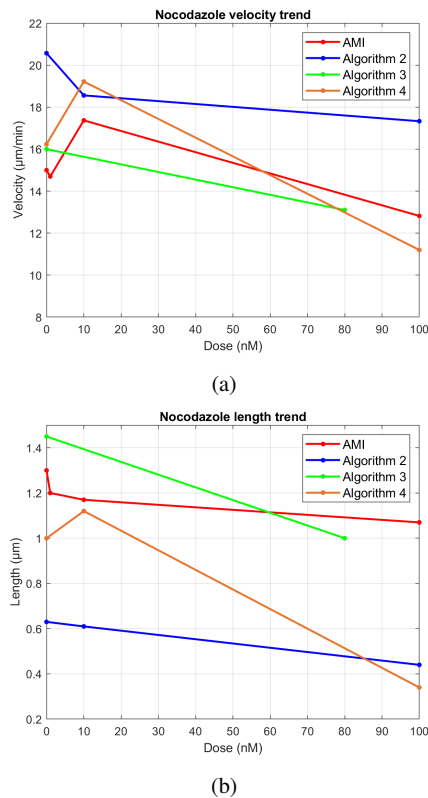 Nocodazole velocity trend
22
20
18
16
14
12
10
8
Velocity (µm/min)
AMI
Algorithm 2
Algorithm 3
Algorithm 4
0 10 20 30 40 50 60 70 80 90 100
Dose (nM)
(a)
Nocodazole length trend
1.4
1.2
1
0.8
0.6
0.4
0.2
Length (µm)
AMI
Algorithm 2
Algorithm 3
Algorithm 4
0 10 20 30 40 50 60 70 80 90 100
Dose (nM)
(b)